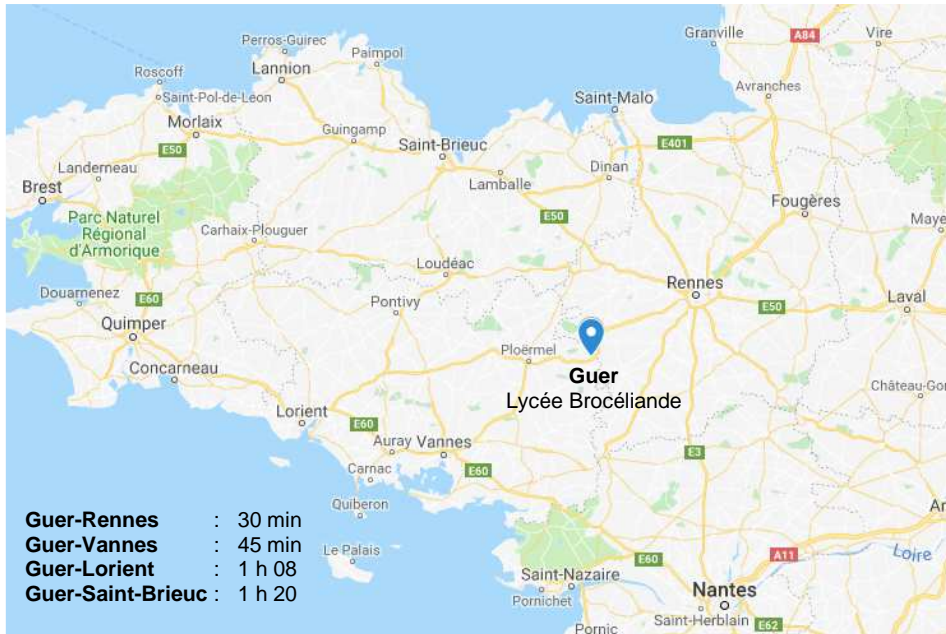 Granville
A84
Vire
Perros-Guirec
Paimpol
Lannion
Roscoff
Saint-Pol-de-Léon
Avranches
Saint-Malo
Morlaix
Guingamp
E50
Saint-Brieuc
E401
Landerneau
Dinan
Brest
Lamballe
Fougères
Parc Naturel
Régional
d'Armorique
E50
Carhaix-Plouguer
Loudéac
Rennes
Douarnenez
E60
Pontivy
E50
Laval
Quimper
Ploërmel
Concarneau
Guer
Lycée Brocéliande
Lorient
E60
Auray
Vannes
E3
Carnac
E60
Quiberon
Guer-Rennes : 30 min
Guer-Vannes : 45 min
Guer-Lorient : 1 h 08
Guer-Saint-Brieuc : 1 h 20
Le Palais
E60
A11
Loire
Saint-Nazaire
Pornichet
Nantes
Saint-Herblain
Pornic
E62